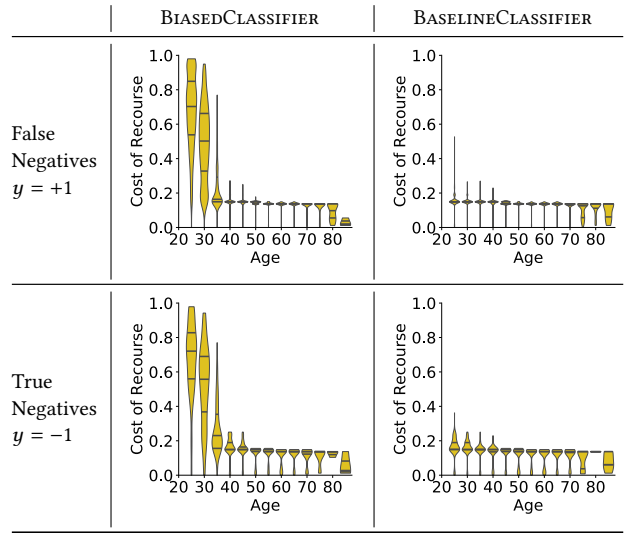 BIASEDCLASSIFIER BASELINECLASSIFIER
False
Negatives
y = +1
Cost of Recourse
1.0
0.8
0.6
0.4
0.2
0.0
20 30 40 50 60 70 80
Age
Cost of Recourse
1.0
0.8
0.6
0.4
0.2
0.0
20 30 40 50 60 70 80
Age
True
Negatives
y = −1
Cost of Recourse
1.0
0.8
0.6
0.4
0.2
0.0
20 30 40 50 60 70 80
Age
Cost of Recourse
1.0
0.8
0.6
0.4
0.2
0.0
20 30 40 50 60 70 80
Age